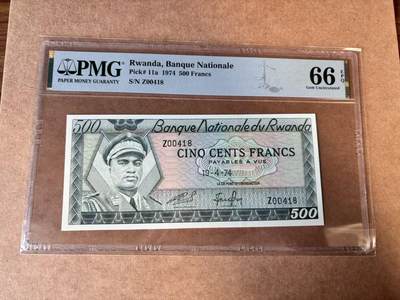 PMG
PAPER MONEY GUARANTY
Rwanda, Banque Nationale
Pick# 11a 1974 500 Francs
S/N Z00418
66 EPQ
Gem Uncirculated
500
Banque Nationale du Rwanda
Z00418
CINQ CENTS FRANCS
PAYABLES A VUE
19-4-74
Z00418
500